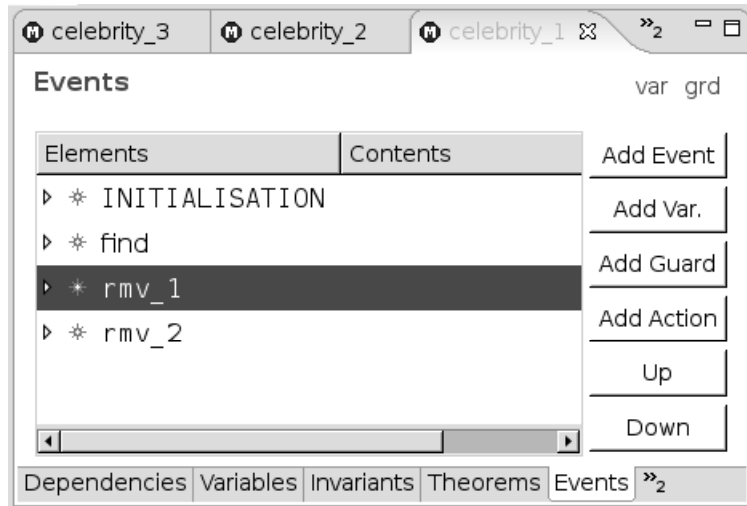 celebrity_3 celebrity_2 celebrity_1 »2
Events var grd
Elements Contents Add Event
INITIALISATION Add Var.
find Add Guard
rmv_1 Add Action
rmv_2 Up
Down
Dependencies Variables Invariants Theorems Events »2